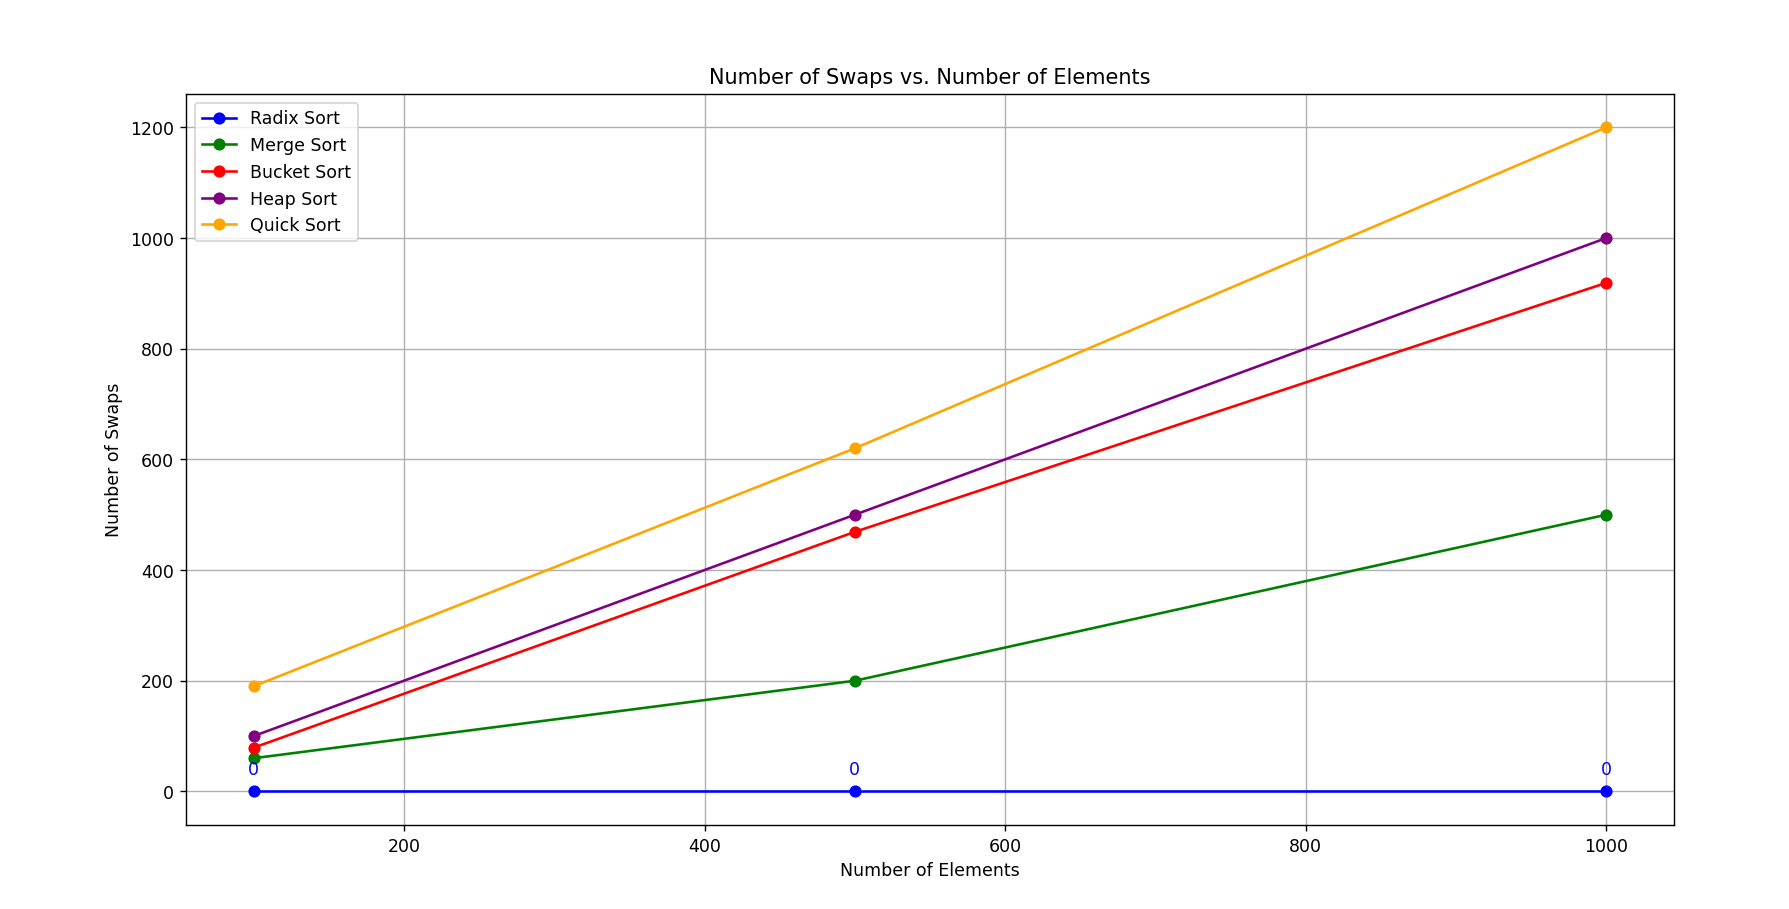 Number of Swaps vs. Number of Elements
Radix Sort
Merge Sort
Bucket Sort
Heap Sort
Quick Sort
Number of Swaps
1200
1000
800
600
400
200
0
0
0
0
200
400
600
800
1000
Number of Elements